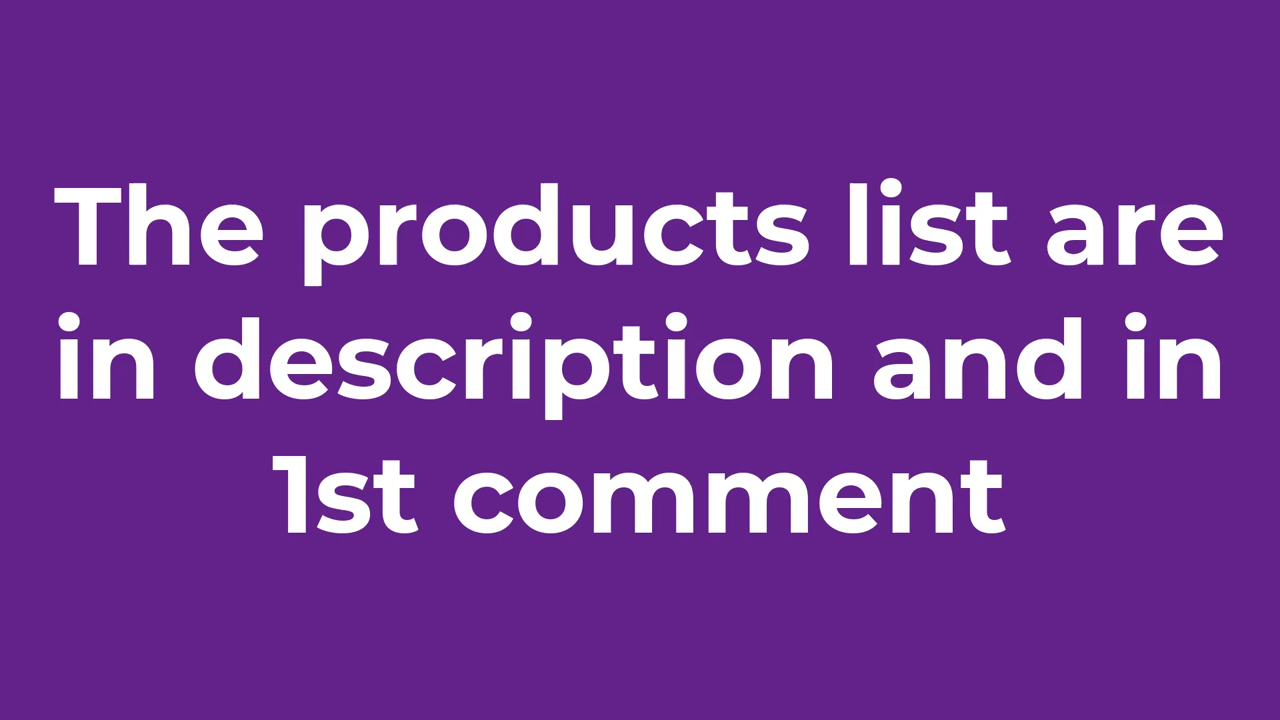 The products list are
in description and in
1st comment